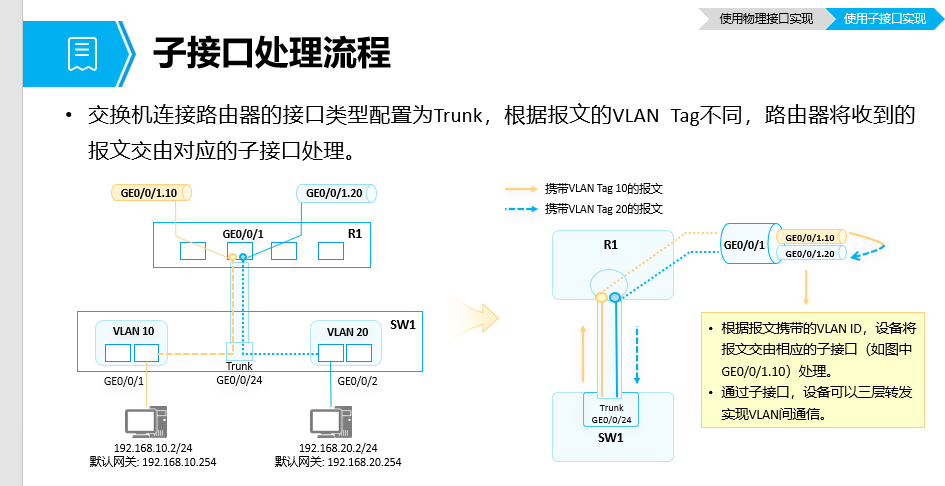 使用物理接口实现
使用子接口实现
子接口处理流程
• 交换机连接路由器的接口类型配置为Trunk，根据报文的VLAN Tag不同，路由器将收到的
报文交由对应的子接口处理。
GE0/0/1.10
GE0/0/1.20
GE0/0/1
R1
VLAN 10
VLAN 20
SW1
Trunk
GE0/0/1
GE0/0/24
GE0/0/2
192.168.10.2/24
默认网关: 192.168.10.254
192.168.20.2/24
默认网关: 192.168.20.254
携带VLAN Tag 10的报文
携带VLAN Tag 20的报文
R1
GE0/0/1
GE0/0/1.10
GE0/0/1.20
Trunk
GE0/0/24
SW1
• 根据报文携带的VLAN ID，设备将
报文交由相应的子接口（如图中
GE0/0/1.10）处理。
• 通过子接口，设备可以三层转发
实现VLAN间通信。